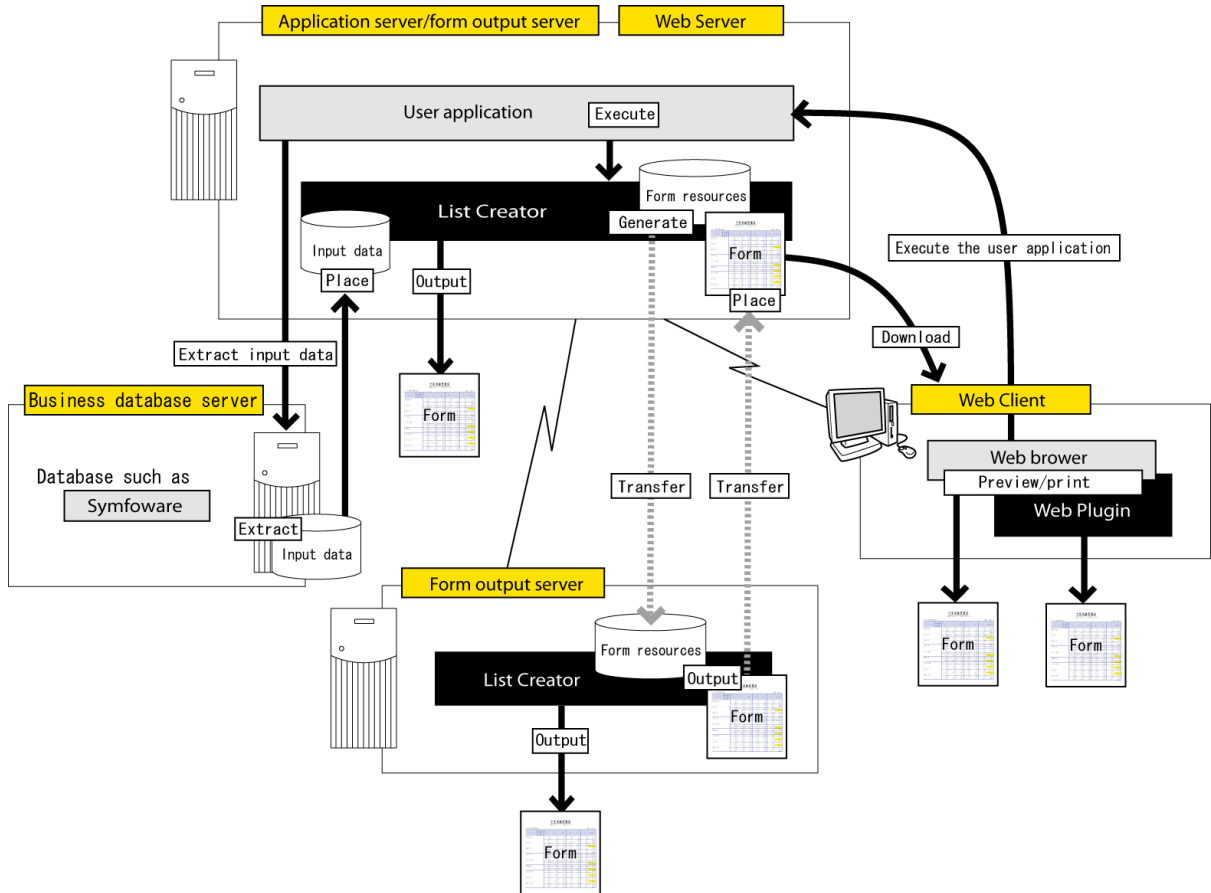 Application server/form output server
Web Server
User application
Execute
Form resources
List Creator
Generate
Input data
Form
Place
Output
Place
Execute the user application
Download
Extract input data
Business database server
Form
Web Client
Database such as
Symfoware
Web brower
Preview/print
Transfer
Transfer
Web Plugin
Extract
Input data
Form output server
Form
Form
Form resources
List Creator
Output
Form
Output
Form